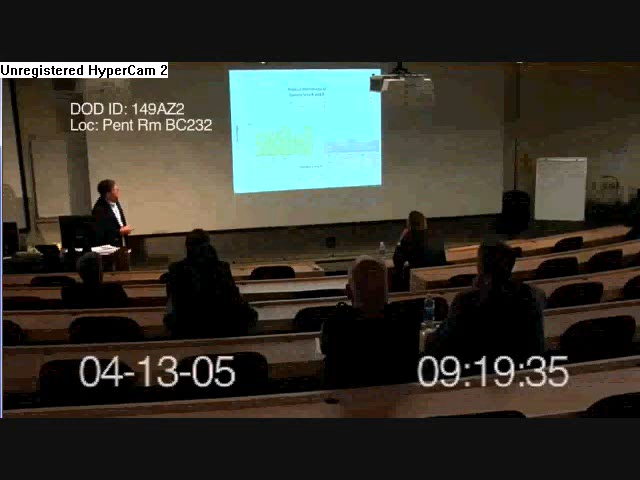 Unregistered HyperCam 2
DOD ID: 149AZ2
Loc: Pent Rm BC232
04-13-05
09:19:35